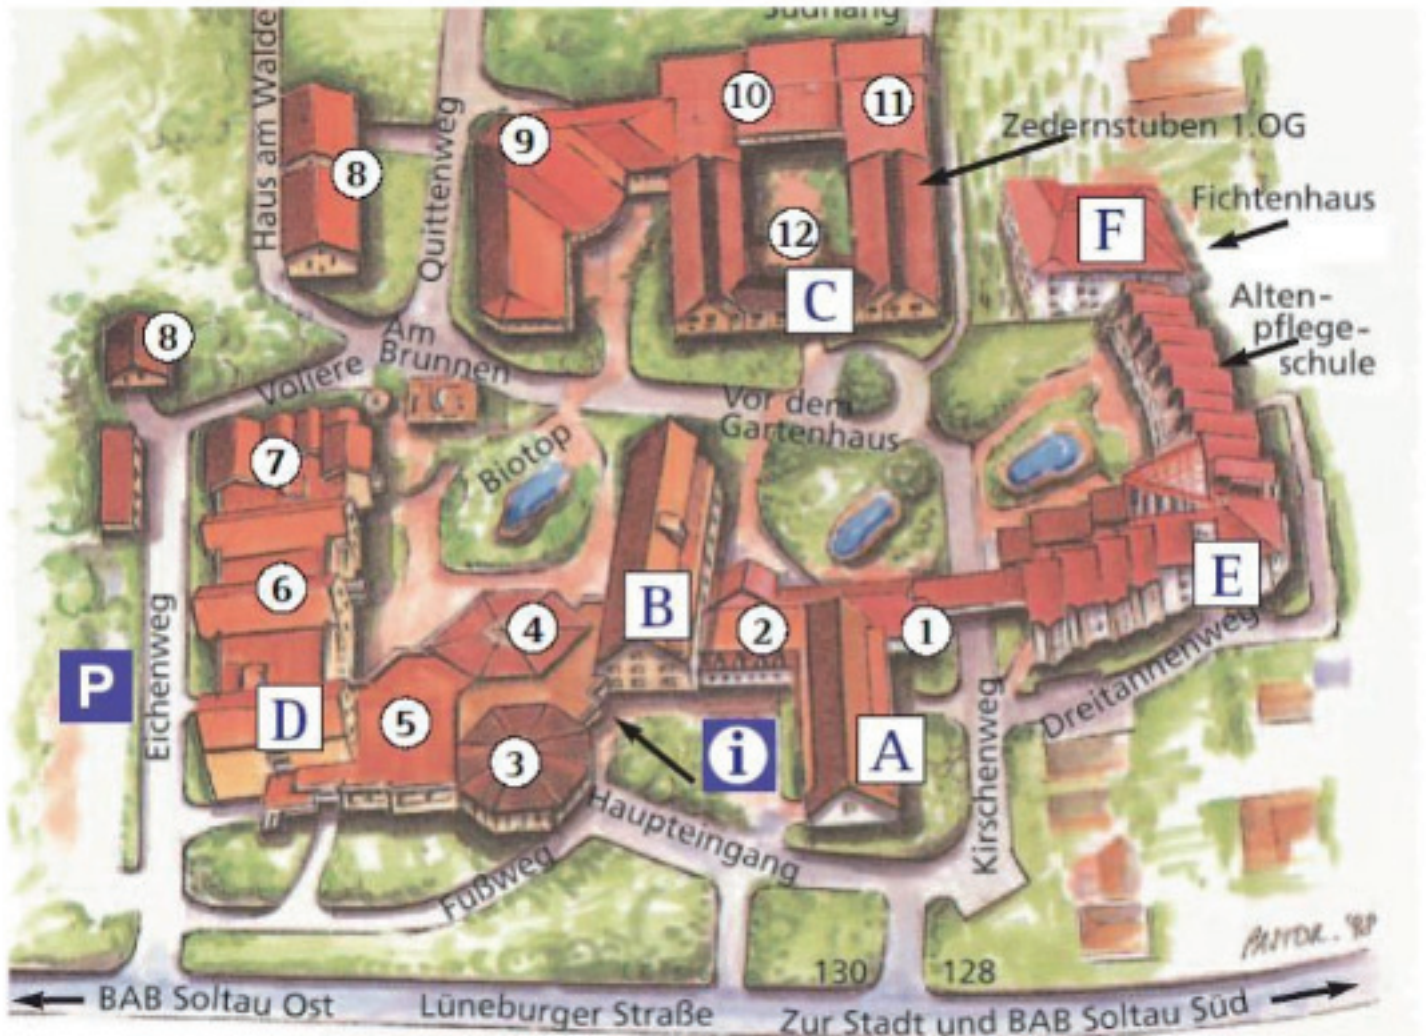 Südhang
Haus am Walde
Quittenweg
8
9
10
11
12
C
Zedernstuben 1.OG
F
Fichtenhaus
Alten-
pflege-
schule
8
Voliere
Am
Brunnen
Vor dem
Gartenhaus
Biotop
7
6
B
4
2
1
E
Dreitannenweg
P
Eichenweg
D
5
3
i
A
Kirschenweg
Haupteingang
Fußweg
130
128
BAB Soltau Ost
Lüneburger Straße
Zur Stadt und BAB Soltau Süd